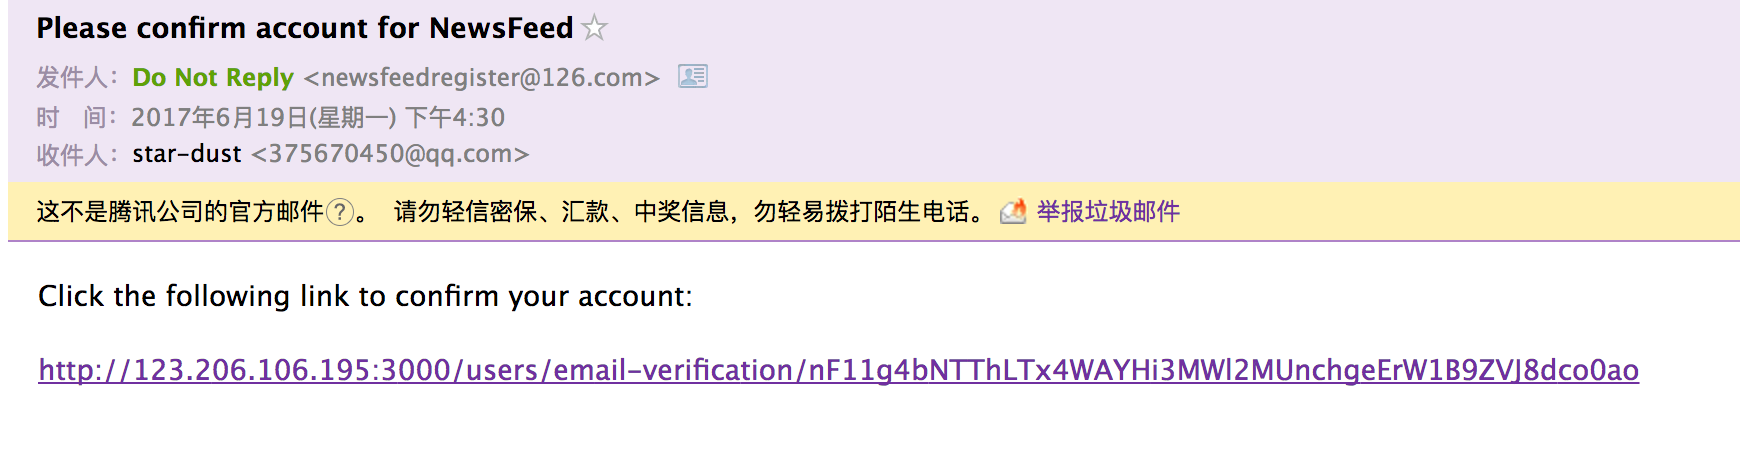 Please confirm account for NewsFeed
发件人：Do Not Reply <newsfeedregister@126.com>
时　间：2017年6月19日(星期一) 下午4:30
收件人：star-dust <375670450@qq.com>
这不是腾讯公司的官方邮件?。 请勿轻信密保、汇款、中奖信息，勿轻易拨打陌生电话。 举报垃圾邮件
Click the following link to confirm your account:
http://123.206.106.195:3000/users/email-verification/nF11g4bNTThLTx4WAYHi3MWl2MUnchgeErW1B9ZVJ8dco0ao